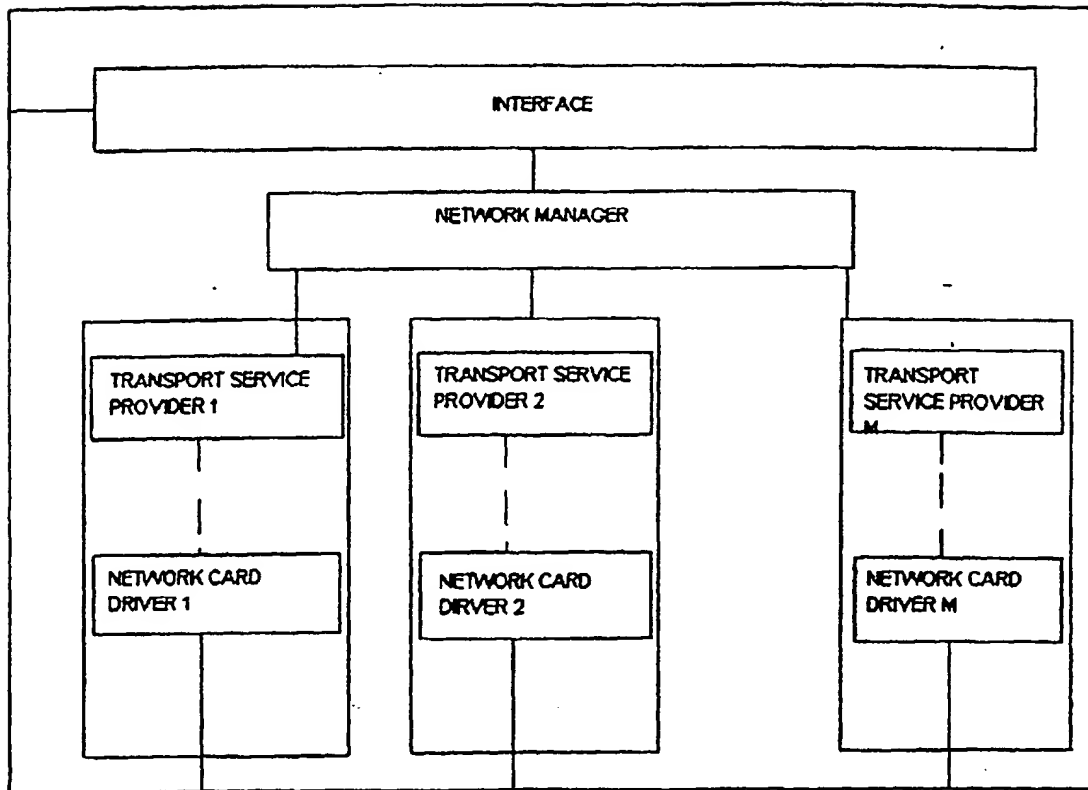 INTERFACE
NETWORK MANAGER
TRANSPORT SERVICE
PROVIDER 1
TRANSPORT SERVICE
PROVIDER 2
TRANSPORT
SERVICE PROVIDER
M
NETWORK CARD
DRIVER 1
NETWORK CARD
DIRVER 2
NETWORK CARD
DRIVER M